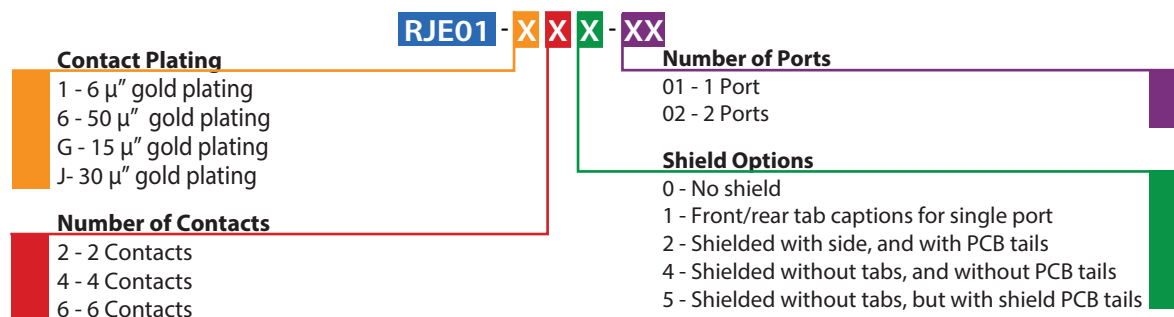 RJE01 - X X X - XX
Contact Plating
1 - 6 µ” gold plating
6 - 50 µ” gold plating
G - 15 µ” gold plating
J- 30 µ” gold plating
Number of Contacts
2 - 2 Contacts
4 - 4 Contacts
6 - 6 Contacts
Number of Ports
01 - 1 Port
02 - 2 Ports
Shield Options
0 - No shield
1 - Front/rear tab captions for single port
2 - Shielded with side, and with PCB tails
4 - Shielded without tabs, and without PCB tails
5 - Shielded without tabs, but with shield PCB tails